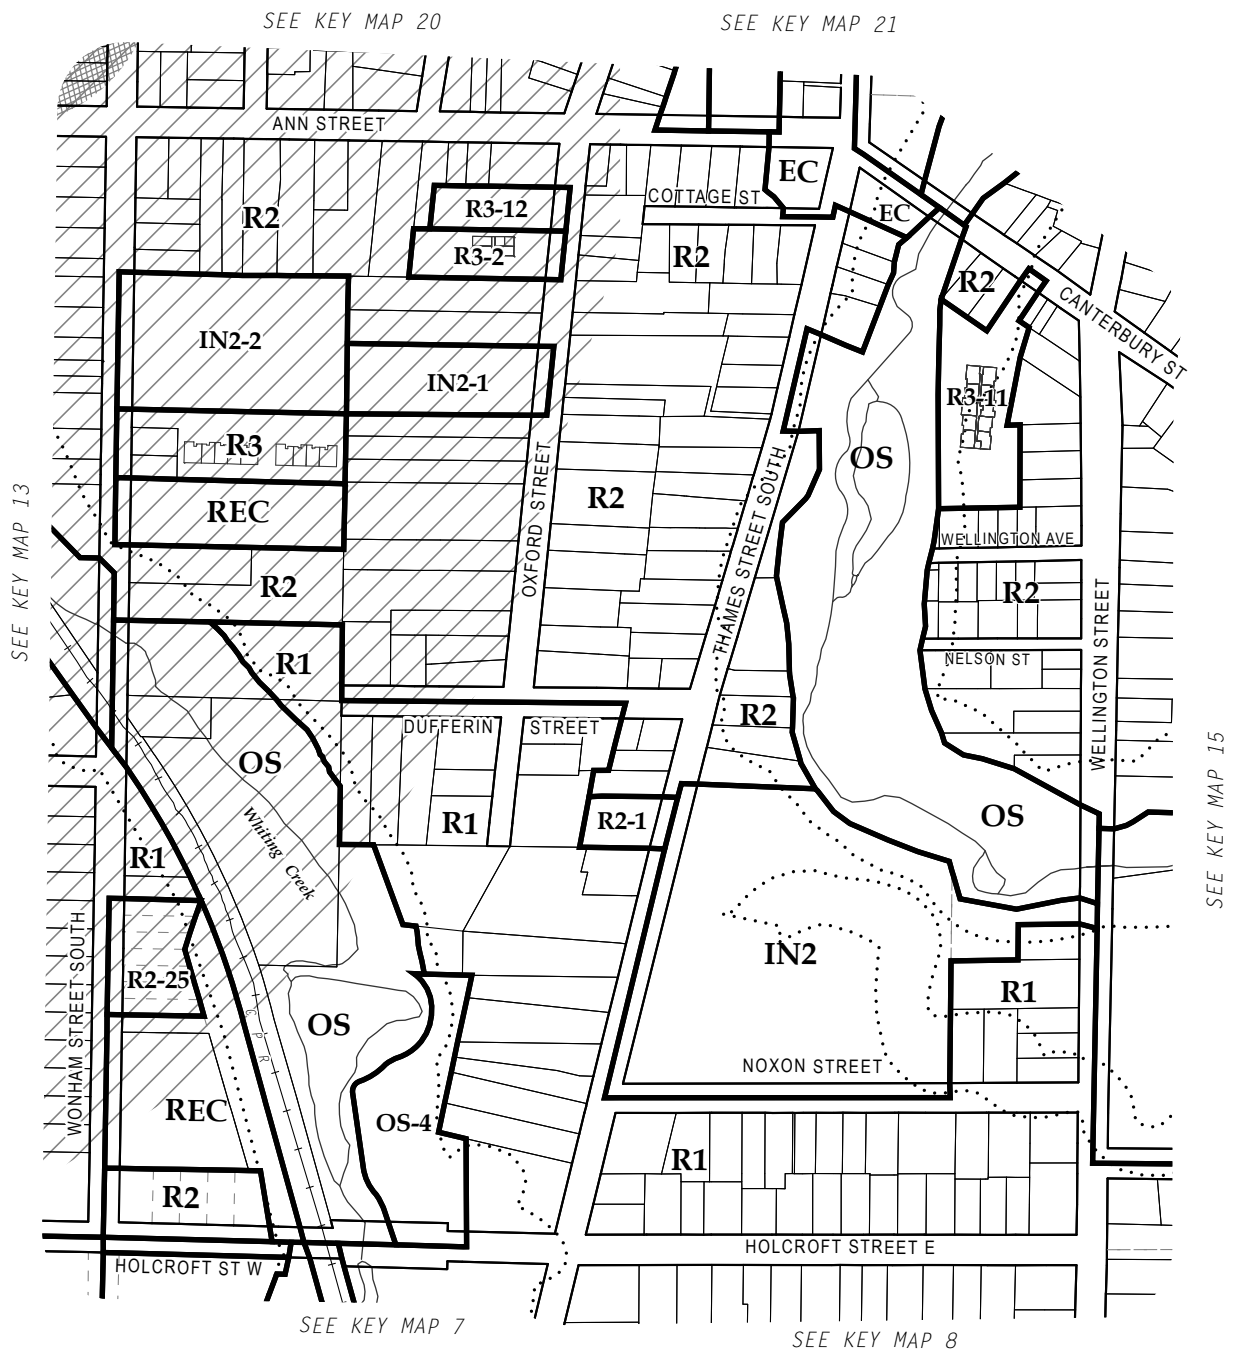 SEE KEY MAP 20
SEE KEY MAP 21
ANN STREET
EC
COTTAGE ST
R2
R3-12
EC
R3-2
R2
R2
CANTERBURY ST
IN2-2
IN2-1
R3-11
R3
OS
THAMES STREET SOUTH
OXFORD STREET
R2
REC
SEE KEY MAP 13
WELLINGTON AVE
R2
R2
NELSON ST
WELLINGTON STREET
R1
R2
DUFFERIN
STREET
OS
SEE KEY MAP 15
OS
R1
R2-1
Whiting Creek
R1
WONHAM STREET SOUTH
IN2
R2-25
R1
OS
C P R
NOXON STREET
REC
OS-4
R1
R2
HOLCROFT STREET E
HOLCROFT ST W
SEE KEY MAP 7
SEE KEY MAP 8